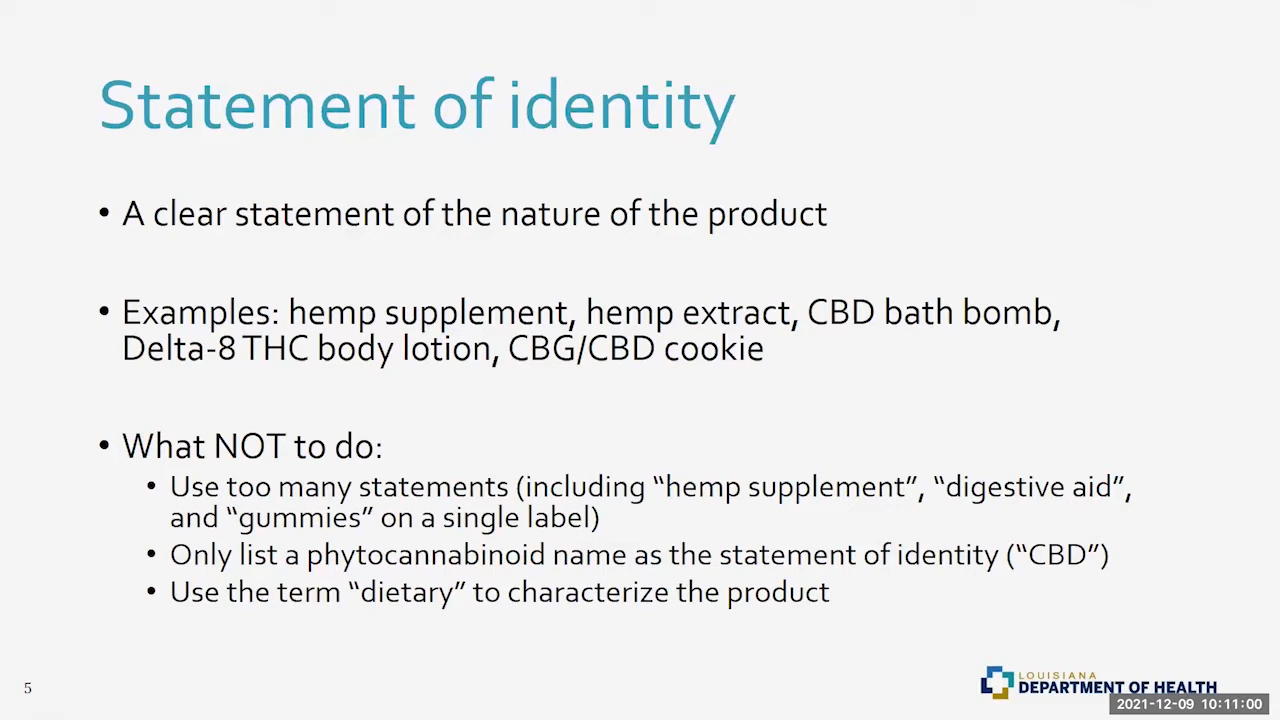 Statement of identity
• A clear statement of the nature of the product
• Examples: hemp supplement, hemp extract, CBD bath bomb,
Delta-8 THC body lotion, CBG/CBD cookie
• What NOT to do:
• Use too many statements (including “hemp supplement”, “digestive aid”,
and “gummies” on a single label)
• Only list a phytocannabinoid name as the statement of identity (“CBD”)
• Use the term “dietary” to characterize the product
5
LOUISIANA
DEPARTMENT OF HEALTH
2021-12-09 10:11:00